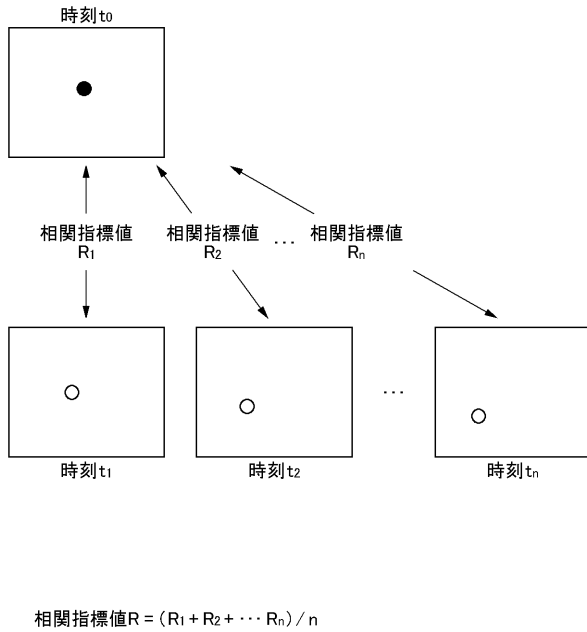 時刻t0
相関指標値
R1
相関指標値
R2
…
相関指標値
Rn
…
時刻t1
時刻t2
時刻tn
相関指標値R = (R1 + R2 + … Rn) / n